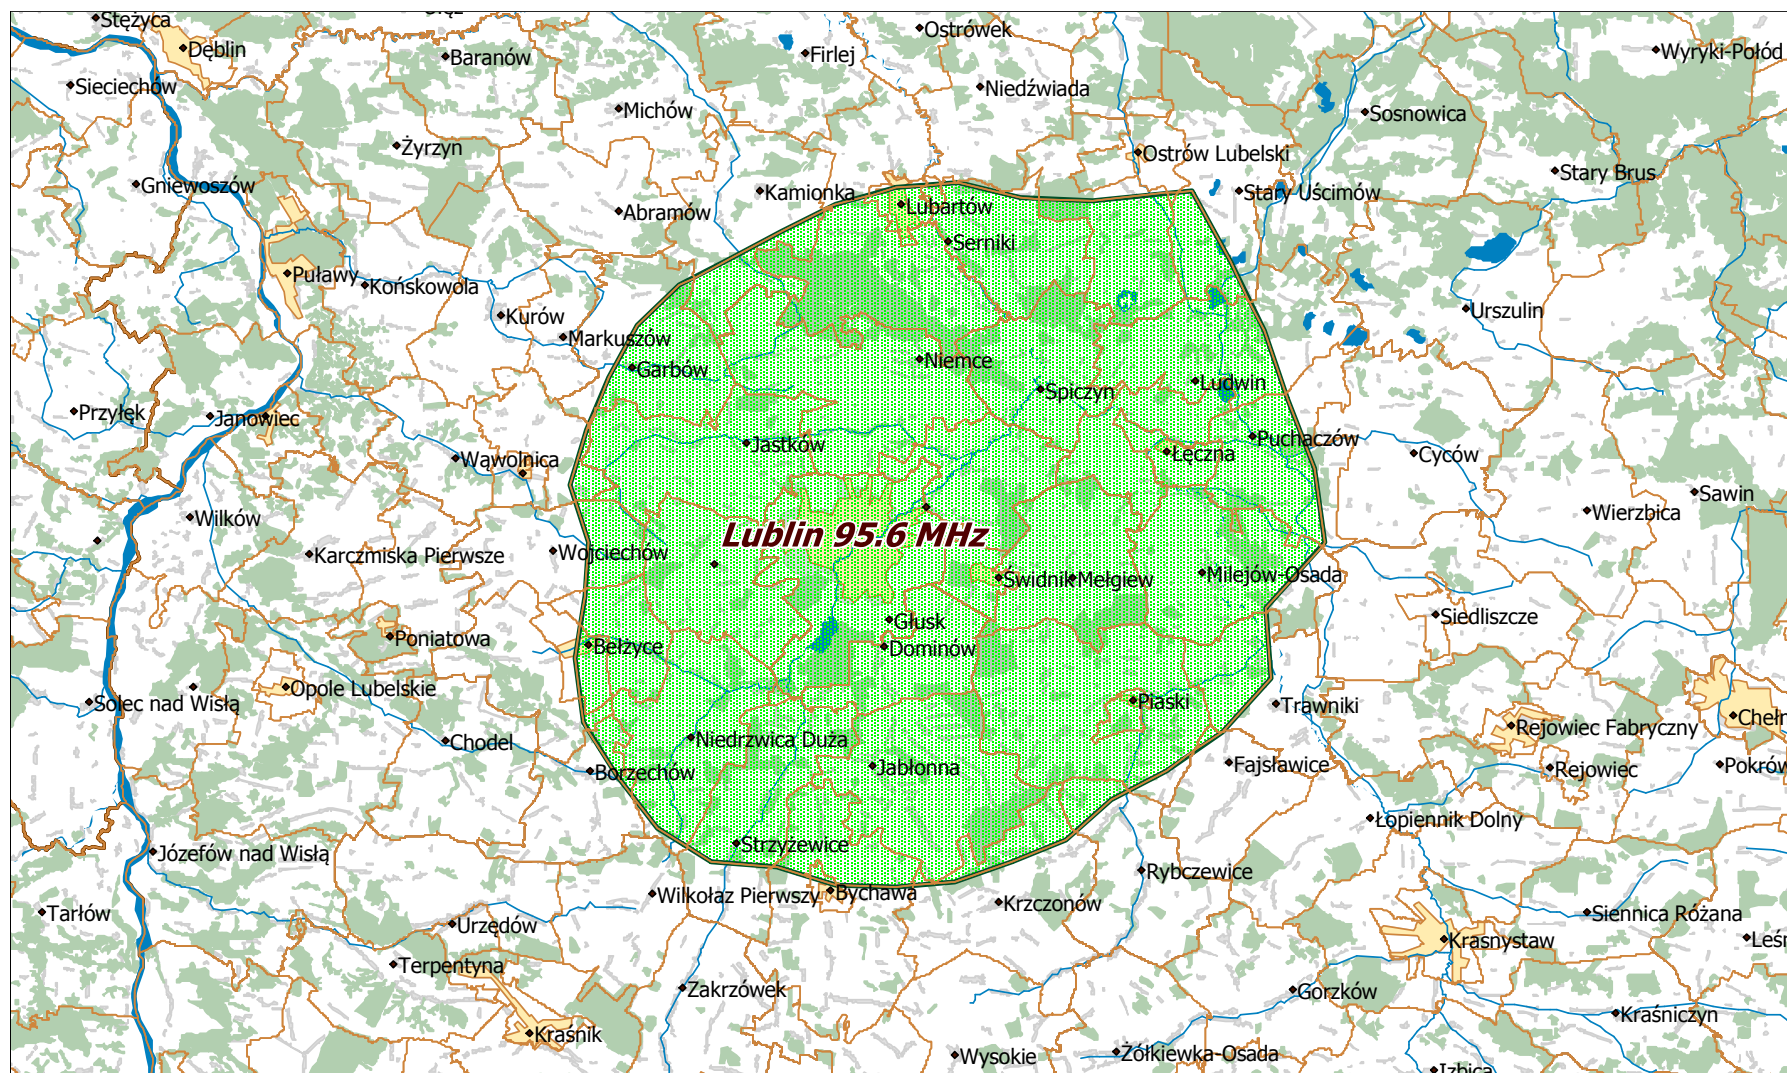 Stężyca
Dęblin
Baranów
Firlej
Ostrówek
Wyryki-Połód
Sieciechów
Michów
Niedźwiada
Sosnowica
Żyrzyn
Ostrów Lubelski
Stary Brus
Gniewoszów
Kamionka
Stary Uścimów
Abramów
Lubartów
Serniki
Puławy
Końskowola
Kurów
Urszulin
Markuszów
Garbów
Niemce
Spiczyn
Ludwin
Przyłęk
Janowiec
Jastków
Puchaczów
Łęczna
Cyców
Wąwolnica
Sawin
Wilków
Wierzbica
Lublin 95.6 MHz
Karczmiska Pierwsze
Wojciechów
Świdnik
Mełgiew
Milejów-Osada
Siedliszcze
Głusk
Poniatowa
Bełżyce
Dominów
Opole Lubelskie
Solec nad Wisłą
Piaski
Trawniki
Rejowiec Fabryczny
Chełm
Chodel
Niedrzwica Duża
Borzechów
Jabłonna
Fajsławice
Rejowiec
Pokrów
Łopiennik Dolny
Józefów nad Wisłą
Strzyżewice
Rybczewice
Wilkołaz Pierwszy
Bychawa
Krzczonów
Tarłów
Urzędów
Siennica Różana
Krasnystaw
Leśn
Terpentyna
Zakrzówek
Gorzków
Kraśniczyn
Kraśnik
Wysokie
Żółkiewka-Osada
Izbica